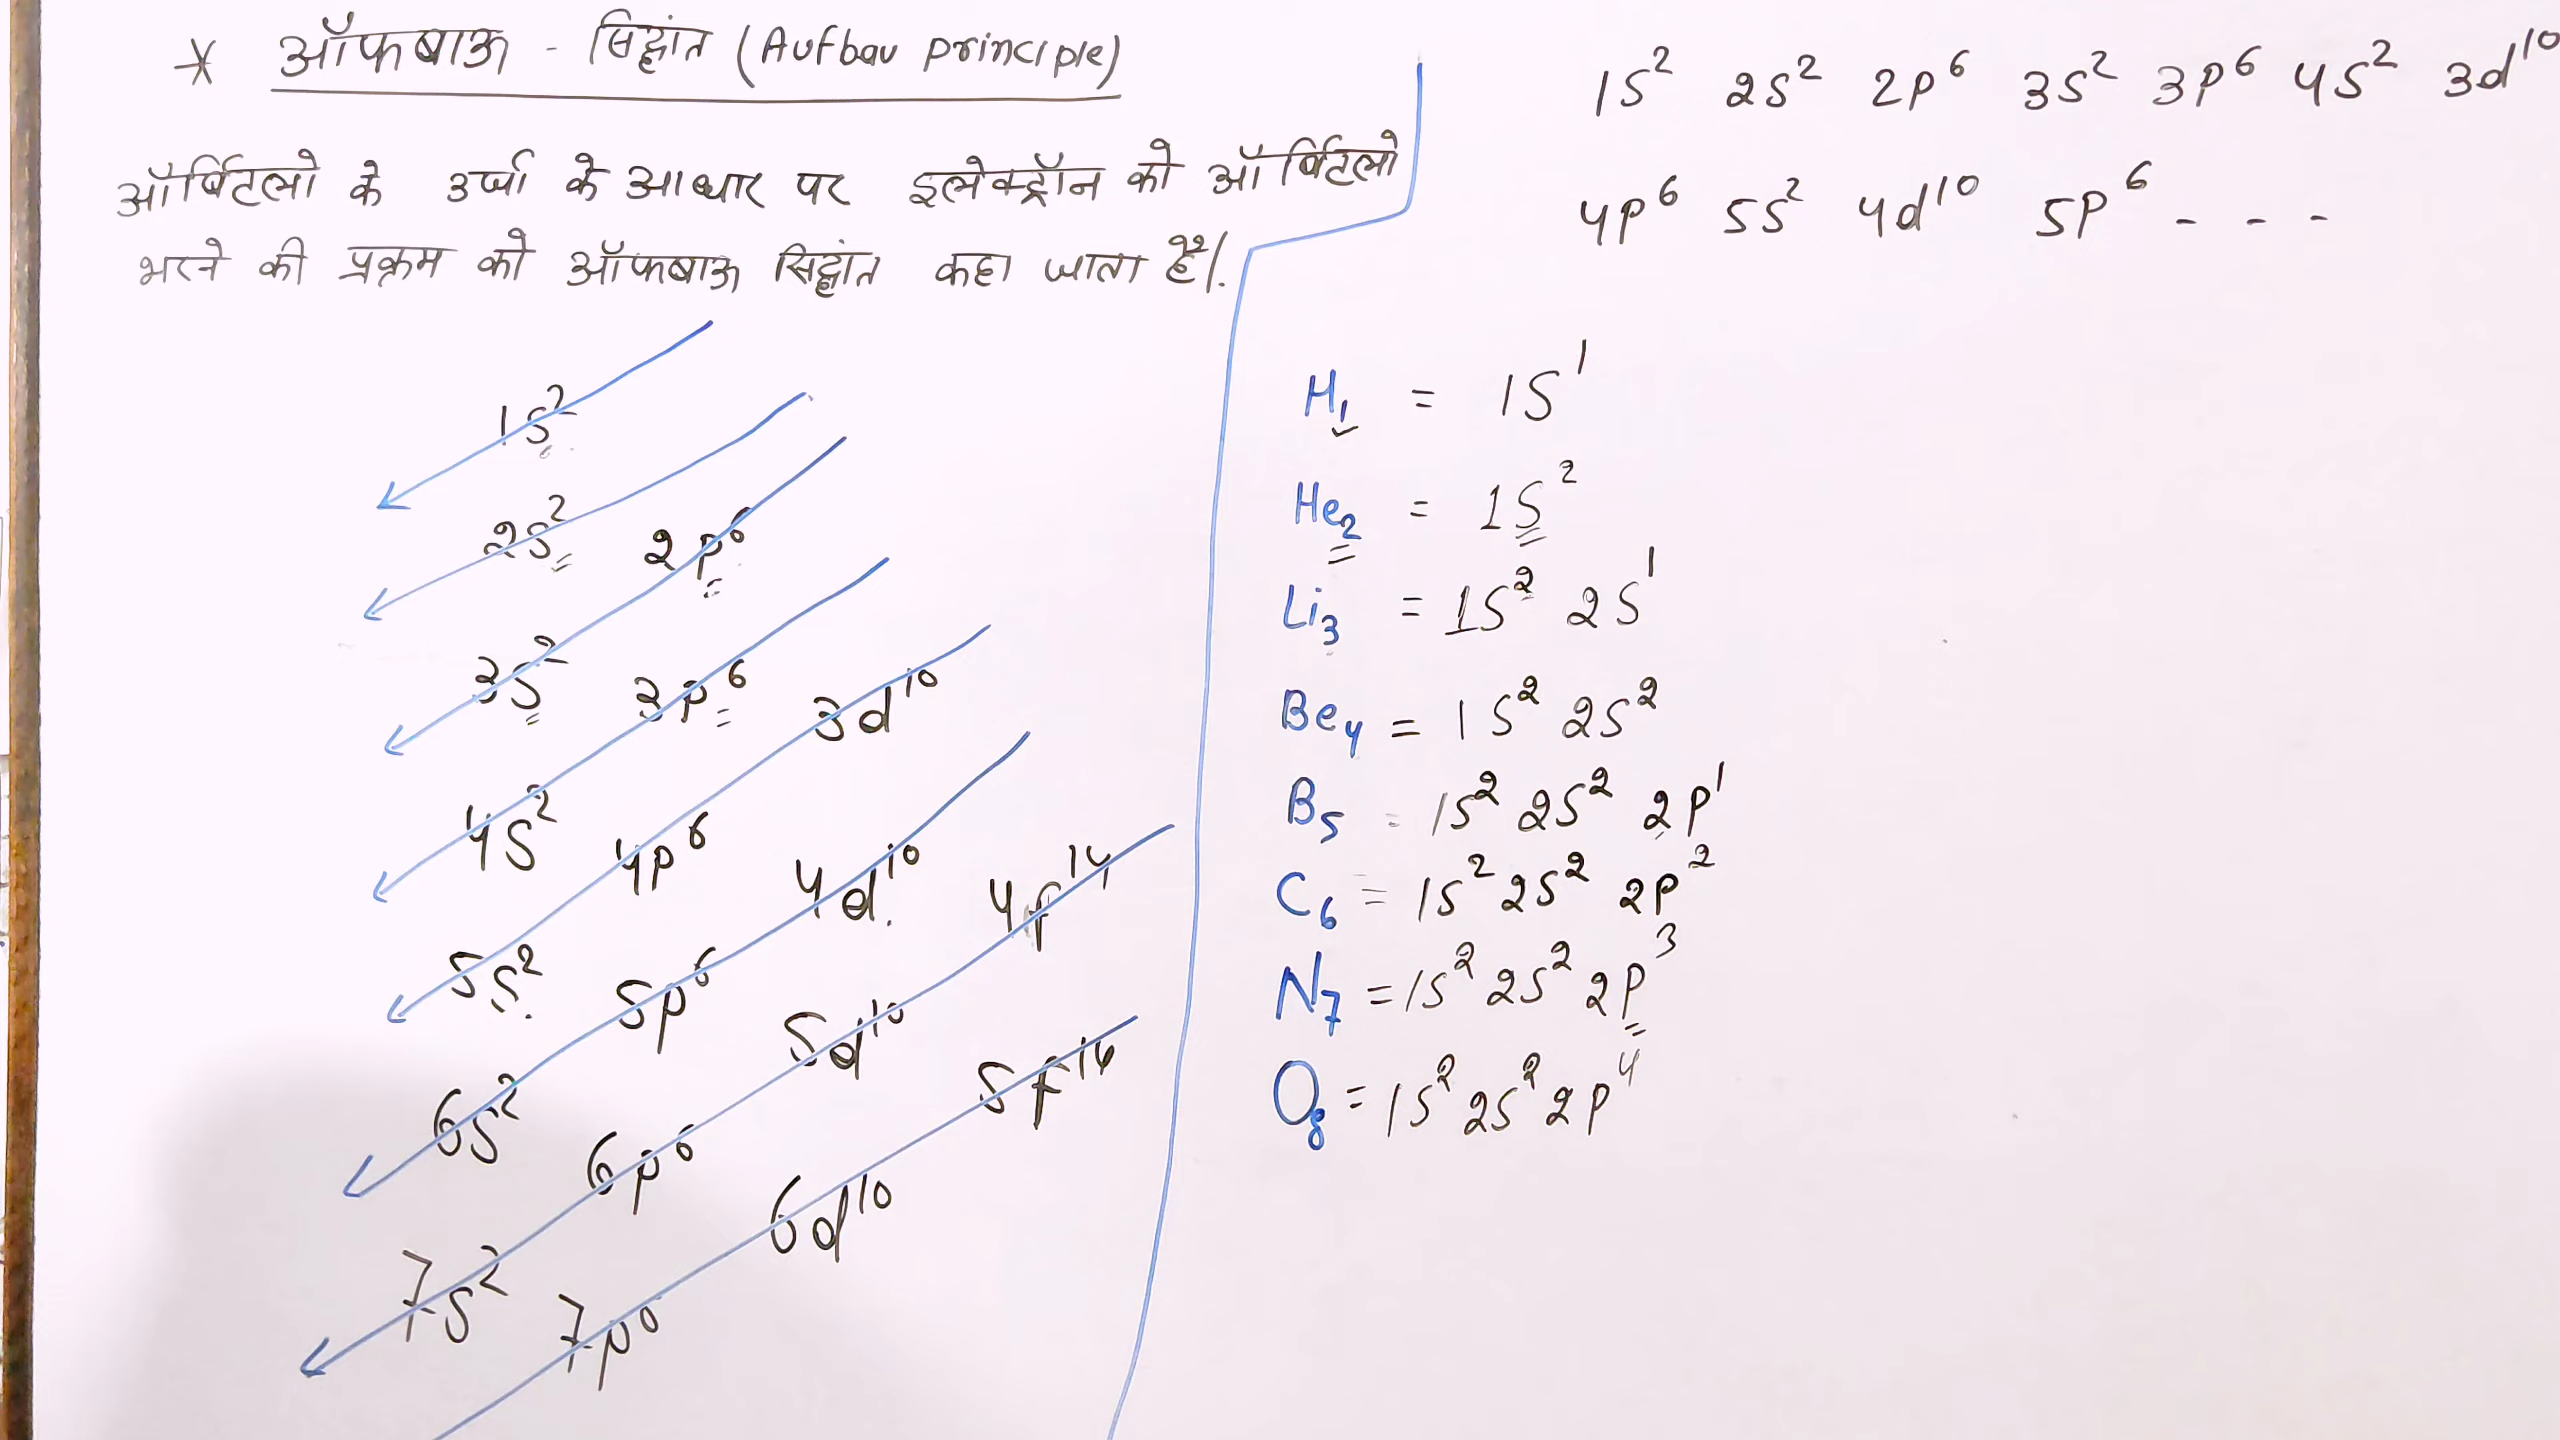 * ऑफबाऊ - सिद्धांत (Aufbau principle)
ऑर्बिटलो के उर्जा के आधार पर इलेक्ट्रॉन को ऑर्बिटलो
भरने की प्रक्रम को ऑफबाऊ सिद्धांत कहा जाता है।.
1s²
2s² 2p⁶
3s² 3p⁶ 3d¹⁰
4s² 4p⁶ 4d¹⁰ 4f¹⁴
5s² 5p⁶ 5d¹⁰ 5f¹⁴
6s² 6p⁶ 6d¹⁰
7s² 7p⁶
1s² 2s² 2p⁶ 3s² 3p⁶ 4s² 3d¹⁰
4p⁶ 5s² 4d¹⁰ 5p⁶ - - -
H₁ = 1s¹
He₂ = 1s²
Li₃ = 1s² 2s¹
Be₄ = 1s² 2s²
B₅ = 1s² 2s² 2p¹
C₆ = 1s² 2s² 2p²
N₇ = 1s² 2s² 2p³
O₈ = 1s² 2s² 2p⁴